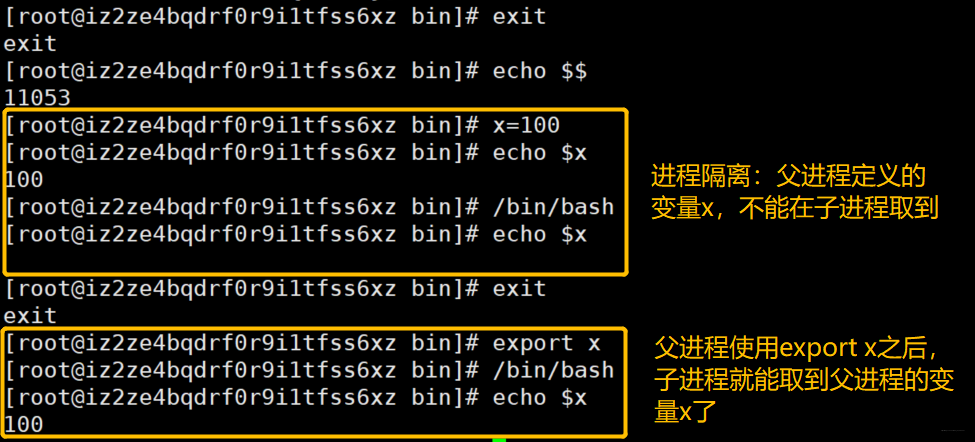 [root@iz2ze4bqdrf0r9i1tfss6xz bin]# exit
exit
[root@iz2ze4bqdrf0r9i1tfss6xz bin]# echo $$
11053
[root@iz2ze4bqdrf0r9i1tfss6xz bin]# x=100
[root@iz2ze4bqdrf0r9i1tfss6xz bin]# echo $x
100
[root@iz2ze4bqdrf0r9i1tfss6xz bin]# /bin/bash
[root@iz2ze4bqdrf0r9i1tfss6xz bin]# echo $x
进程隔离：父进程定义的
变量x，不能在子进程取到
[root@iz2ze4bqdrf0r9i1tfss6xz bin]# exit
exit
[root@iz2ze4bqdrf0r9i1tfss6xz bin]# export x
[root@iz2ze4bqdrf0r9i1tfss6xz bin]# /bin/bash
[root@iz2ze4bqdrf0r9i1tfss6xz bin]# echo $x
100
父进程使用export x之后，
子进程就能取到父进程的变
量x了